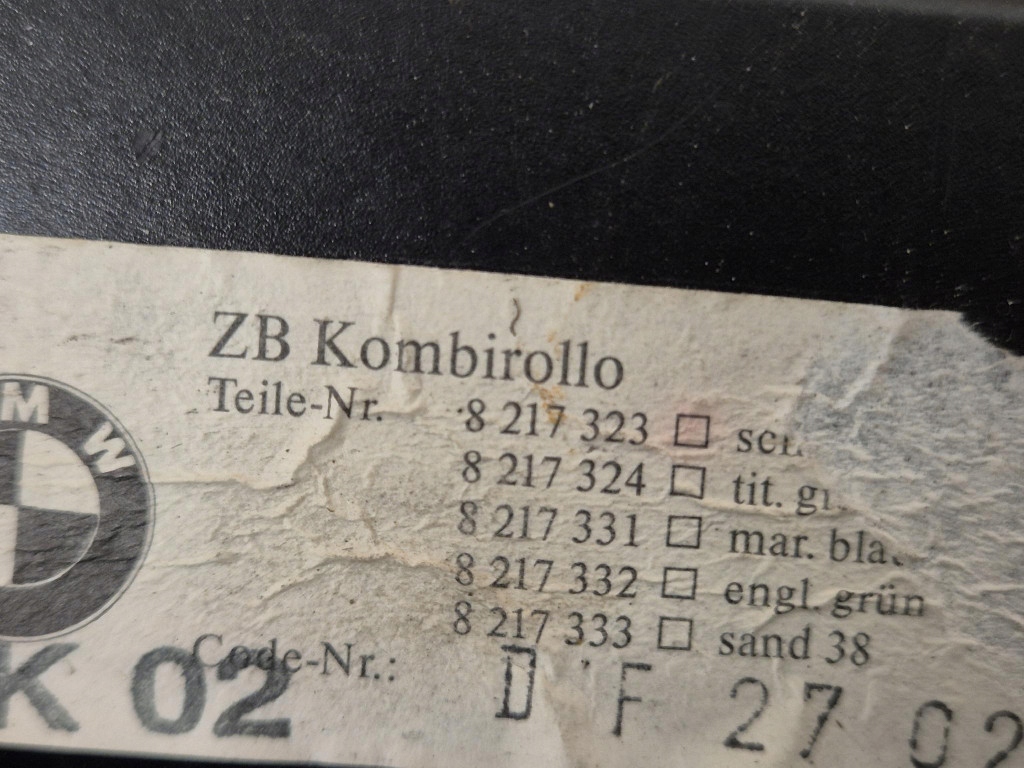 ZB Kombirollo
Teile-Nr. 8 217 323 □
8 217 324 □ tit.
8 217 331 □ mar.
8 217 332 □ engl. grün
8 217 333 □ sand 38
Code-Nr.: D F 27 02
K 02
M W